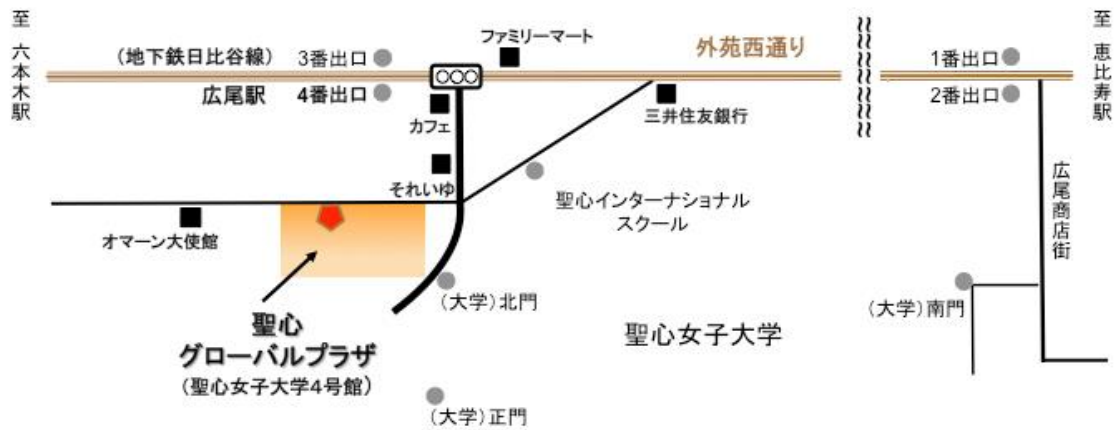 至 六本木駅
(地下鉄日比谷線)
広尾駅
3番出口
4番出口
ファミリーマート
外苑西通り
1番出口
2番出口
至 恵比寿駅
カフェ
三井住友銀行
それいゆ
聖心インターナショナル
スクール
広尾商店街
オマーン大使館
(大学)北門
(大学)南門
聖心女子大学
聖心
グローバルプラザ
(聖心女子大学4号館)
(大学)正門